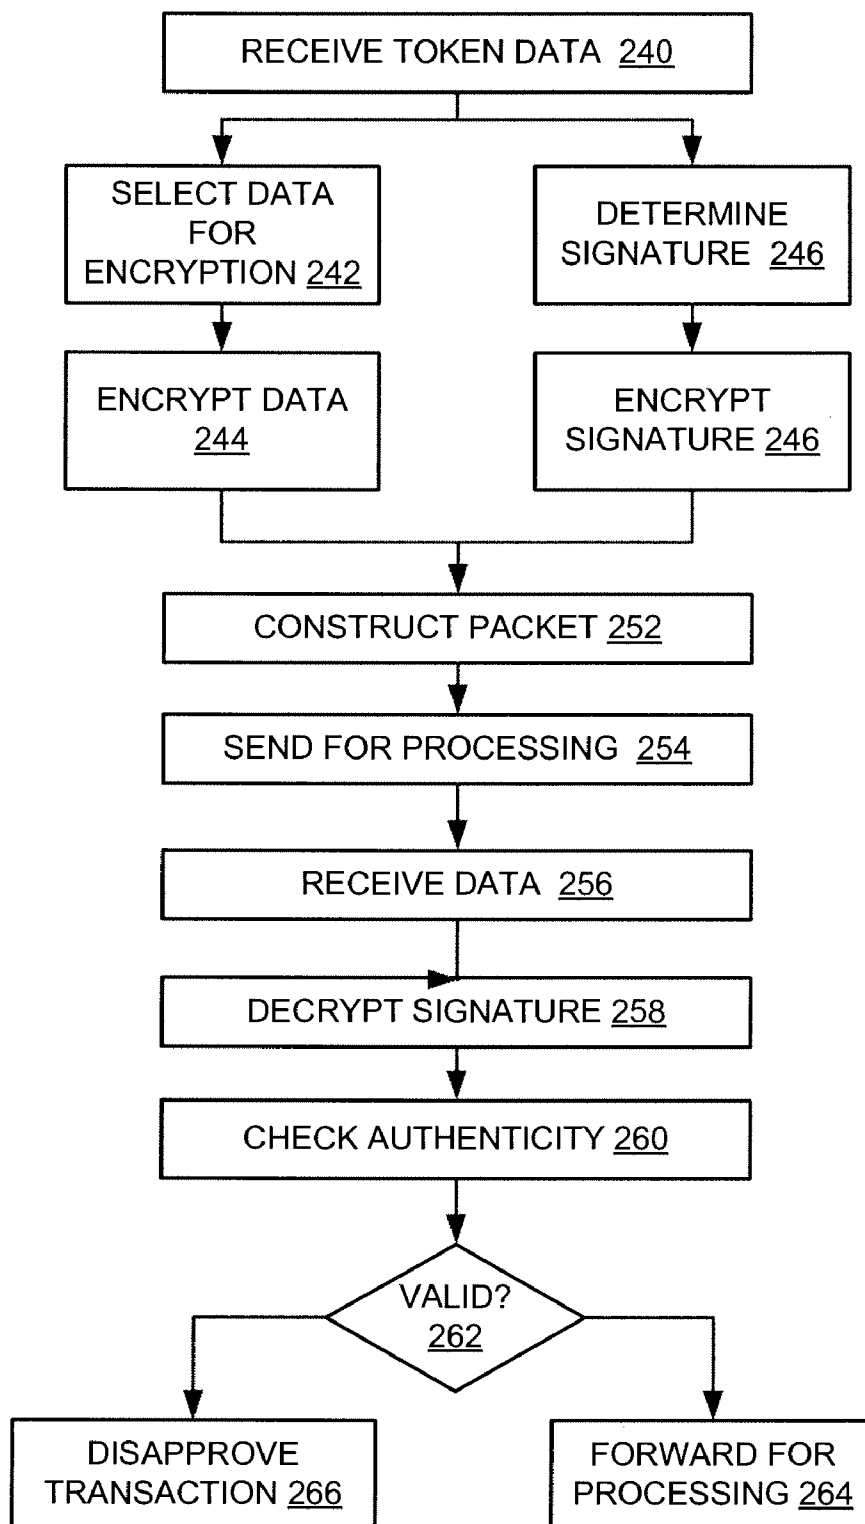 RECEIVE TOKEN DATA 240
SELECT DATA
FOR
ENCRYPTION 242
DETERMINE
SIGNATURE 246
ENCRYPT DATA
244
ENCRYPT
SIGNATURE 246
CONSTRUCT PACKET 252
SEND FOR PROCESSING 254
RECEIVE DATA 256
DECRYPT SIGNATURE 258
CHECK AUTHENTICITY 260
VALID?
262
DISAPPROVE
TRANSACTION 266
FORWARD FOR
PROCESSING 264